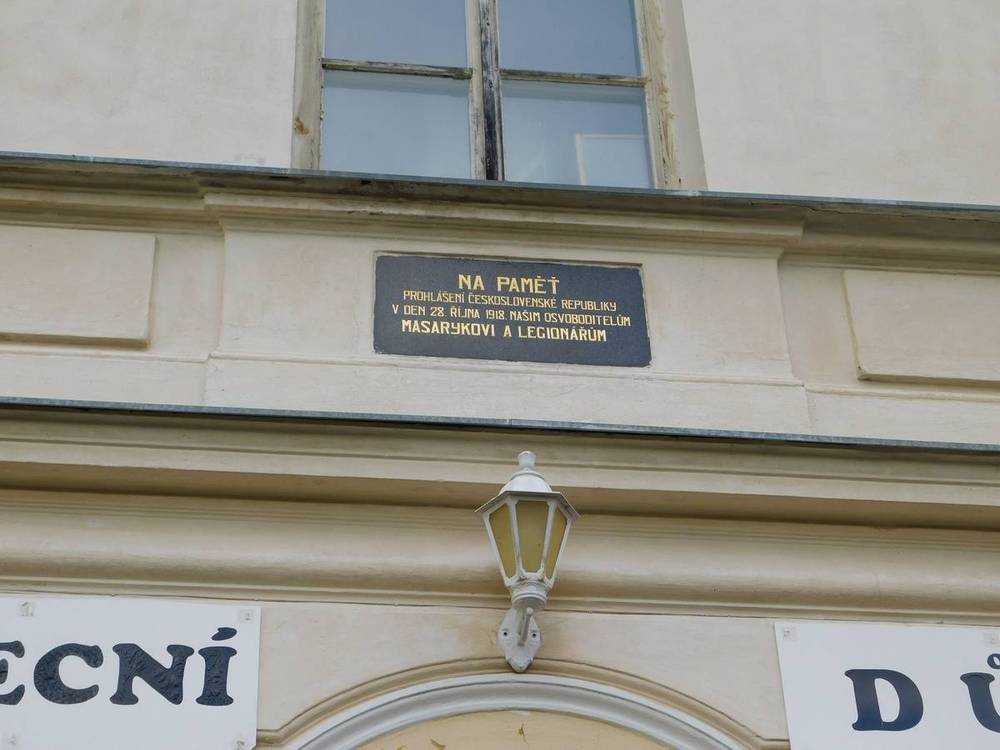 NA PAMĚŤ
PROHLÁŠENÍ ČESKOSLOVENSKÉ REPUBLIKY
V DEN 28. ŘÍJNA 1918. NAŠIM OSVOBODITELŮM
MASARYKOVI A LEGIONÁŘŮM
ECNÍ DŮ